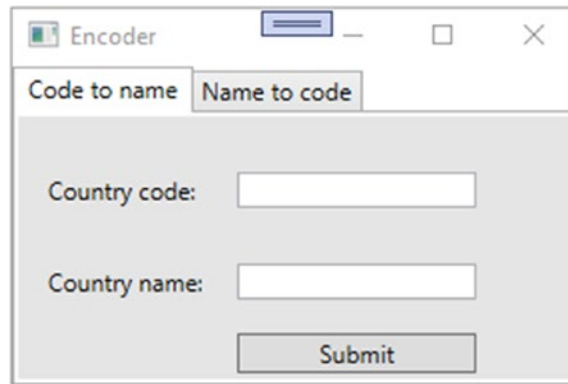 Encoder
Code to name Name to code
Country code:
Country name:
Submit